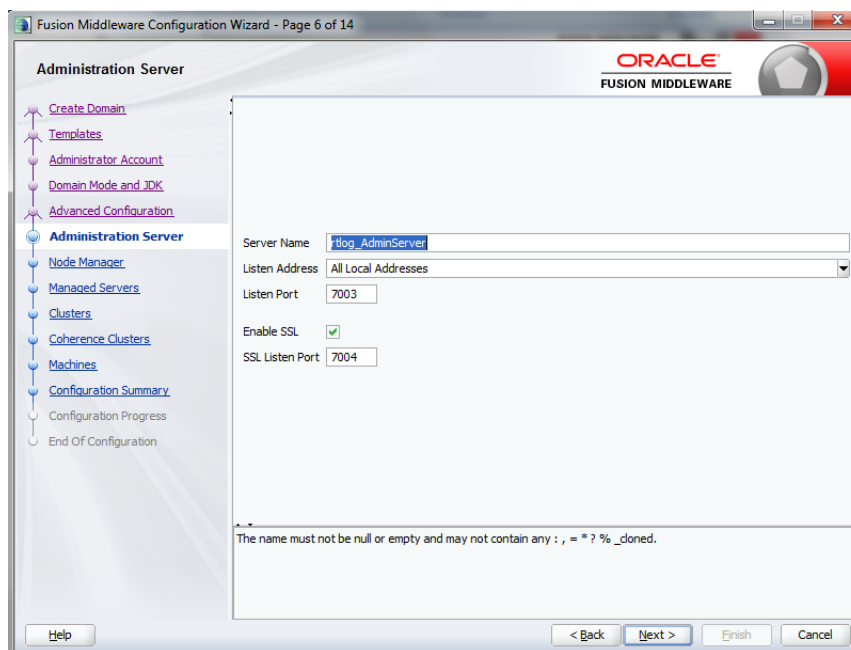 Fusion Middleware Configuration Wizard - Page 6 of 14
Administration Server
ORACLE
FUSION MIDDLEWARE
Create Domain
Templates
Administrator Account
Domain Mode and JDK
Advanced Configuration
Administration Server
Node Manager
Managed Servers
Clusters
Coherence Clusters
Machines
Configuration Summary
Configuration Progress
End Of Configuration
Server Name rtlog_AdminServer
Listen Address All Local Addresses
Listen Port 7003
Enable SSL
SSL Listen Port 7004
The name must not be null or empty and may not contain any : , = * ? % _cloned.
Help
< Back Next > Finish Cancel